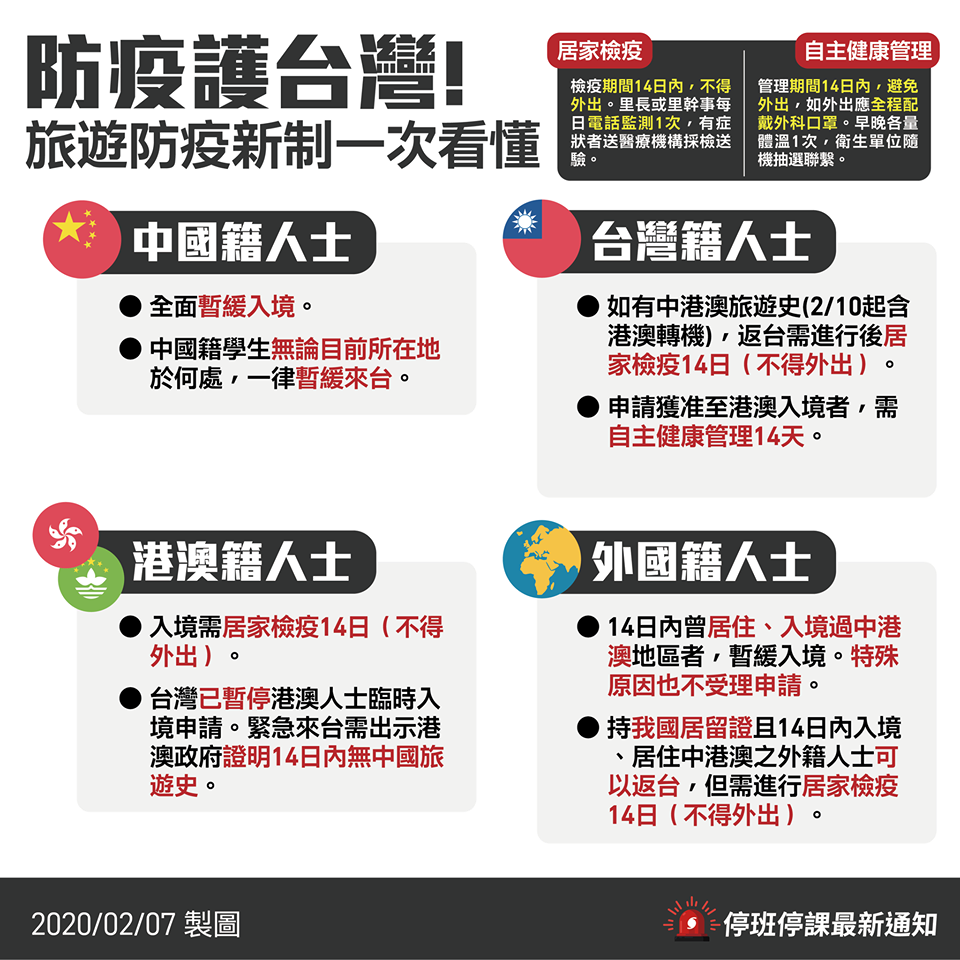 防疫護台灣!
旅遊防疫新制一次看懂
居家檢疫
檢疫期間14日內，不得
外出。里長或里幹事每
日電話監測1次，有症
狀者送醫療機構採檢送
驗。
自主健康管理
管理期間14日內，避免
外出，如外出應全程配
戴外科口罩。早晚各量
體溫1次，衛生單位隨
機抽選聯繫。
中國籍人士
● 全面暫緩入境。
● 中國籍學生無論目前所在地
於何處，一律暫緩來台。
台灣籍人士
● 如有中港澳旅遊史(2/10起含
港澳轉機)，返台需進行後居
家檢疫14日（不得外出）。
● 申請獲准至港澳入境者，需
自主健康管理14天。
港澳籍人士
● 入境需居家檢疫14日（不得
外出）。
● 台灣已暫停港澳人士臨時入
境申請。緊急來台需出示港
澳政府證明14日內無中國旅
遊史。
外國籍人士
● 14日內曾居住、入境過中港
澳地區者，暫緩入境。特殊
原因也不受理申請。
● 持我國居留證且14日內入境
、居住中港澳之外籍人士可
以返台，但需進行居家檢疫
14日（不得外出）。
2020/02/07 製圖
停班停課最新通知